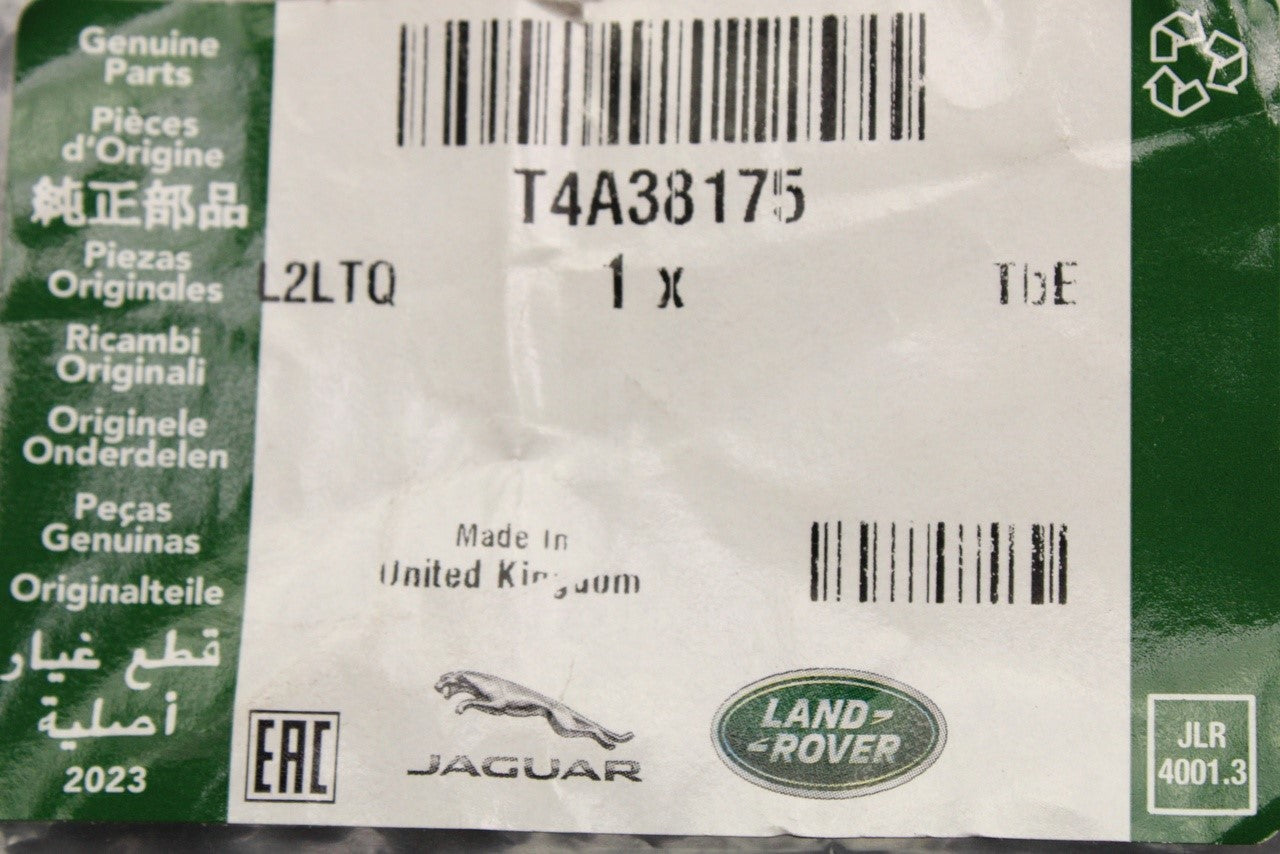 Genuine
Parts
Pièces
d'Origine
純正部品
Piezas
Originales
Ricambi
Originali
Originele
Onderdelen
Peças
Genuinas
Originalteile
قطع غيار
أصلية
2023
T4A38175
L2LTQ
1 x
TbE
Made In
United Kingdom
EAC
JAGUAR
LAND-
-ROVER
JLR
4001.3